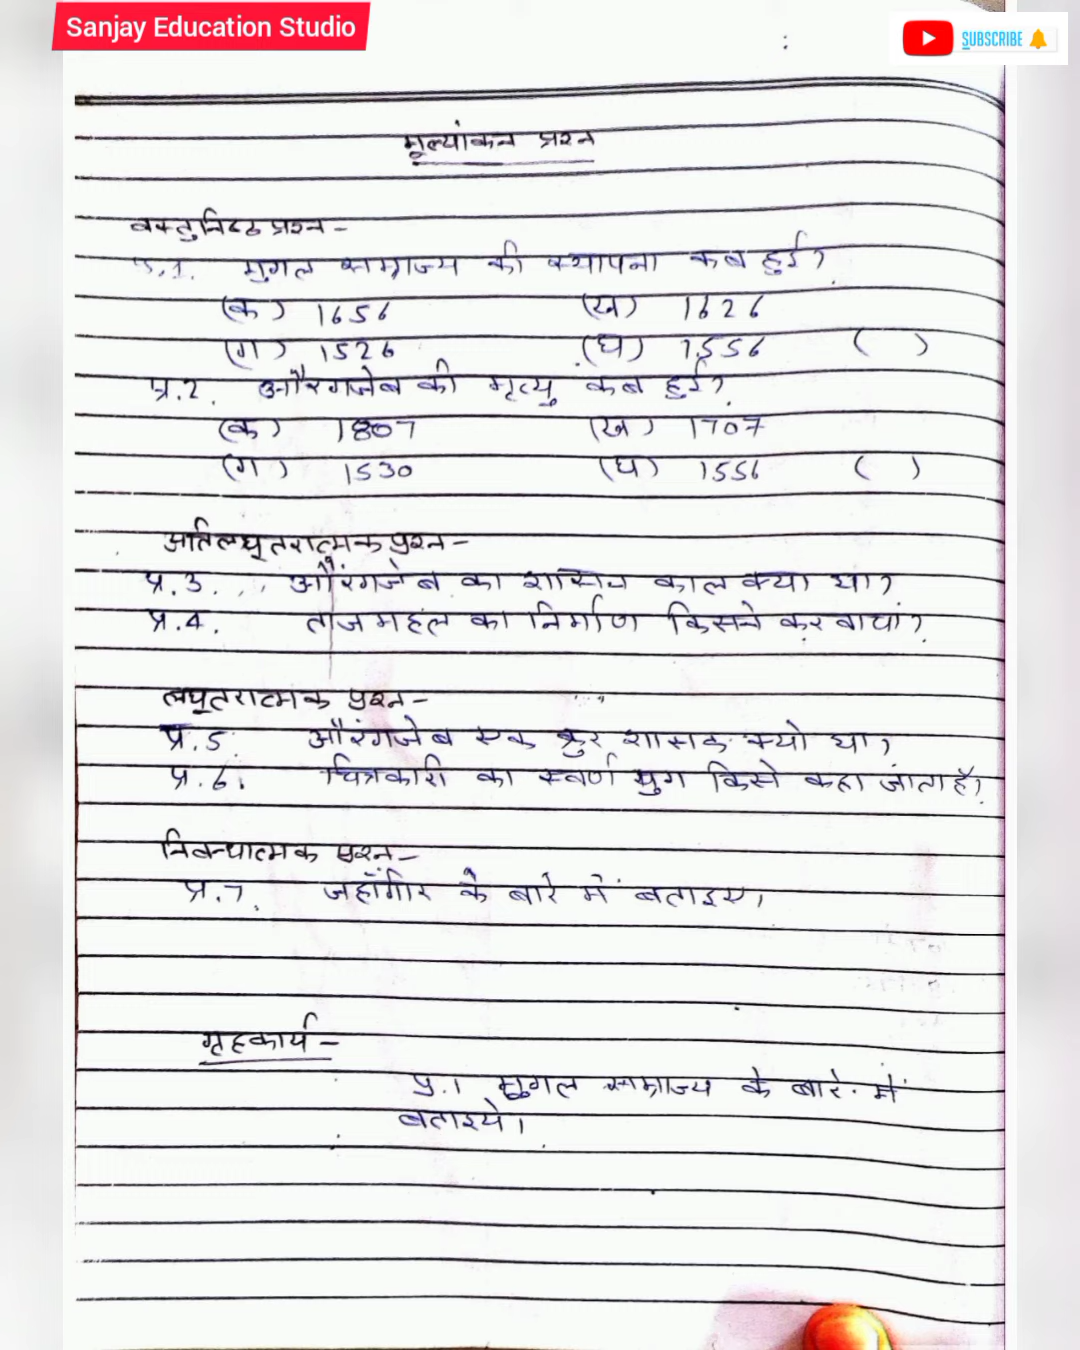 Sanjay Education Studio
SUBSCRIBE
मूल्यांकन प्रश्न
वस्तुनिष्ठ प्रश्न -
प्र.1. मुगल साम्राज्य की स्थापना कब हुई?
(क) 1656 (ख) 1626
(ग) 1526 (घ) 1556 ( )
प्र.2. औरंगजेब की मृत्यु कब हुई?
(क) 1807 (ख) 1707
(ग) 1530 (घ) 1556 ( )
अतिलघूतरात्मक प्रश्न -
प्र.3. औरंगजेब का शासन काल क्या था?
प्र.4. ताजमहल का निर्माण किसने करवाया?
लघूतरात्मक प्रश्न -
प्र.5 औरंगजेब एक क्रुर शासक क्यो था?
प्र.6. चित्रकारी का स्वर्ण युग किसे कहा जाता है?
निबन्धात्मक प्रश्न -
प्र.7. जहाँगीर के बारे में बताइए।
गृहकार्य -
प्र.1 मुगल साम्राज्य के बारे में
बताइये।